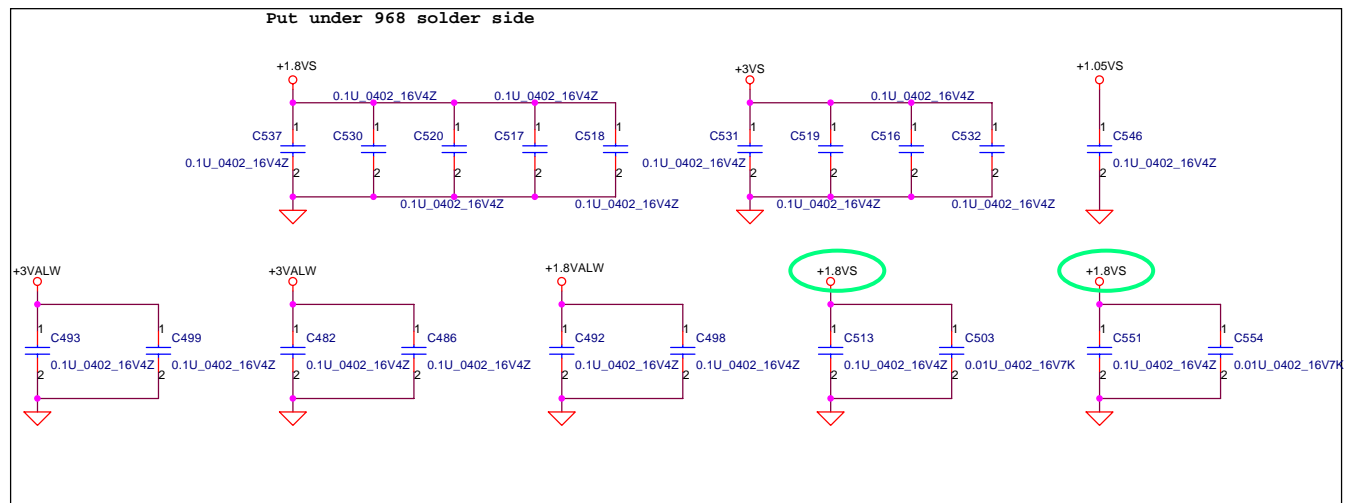 Put under 968 solder side
+1.8VS
+3VS
+1.05VS
0.1U_0402_16V4Z
0.1U_0402_16V4Z
0.1U_0402_16V4Z
1
1
1
1
1
1
1
1
1
1
C537
C530
C520
C517
C518
C531
C519
C516
C532
C546
0.1U_0402_16V4Z
0.1U_0402_16V4Z
0.1U_0402_16V4Z
2
2
2
2
2
2
2
2
2
2
0.1U_0402_16V4Z
0.1U_0402_16V4Z
0.1U_0402_16V4Z
0.1U_0402_16V4Z
+3VALW
+3VALW
+1.8VALW
+1.8VS
+1.8VS
1
1
1
1
1
1
1
1
1
1
C493
C499
C482
C486
C492
C498
C513
C503
C551
C554
0.1U_0402_16V4Z
0.1U_0402_16V4Z
0.1U_0402_16V4Z
0.1U_0402_16V4Z
0.1U_0402_16V4Z
0.1U_0402_16V4Z
0.1U_0402_16V4Z
0.01U_0402_16V7K
0.1U_0402_16V4Z
0.01U_0402_16V7K
2
2
2
2
2
2
2
2
2
2